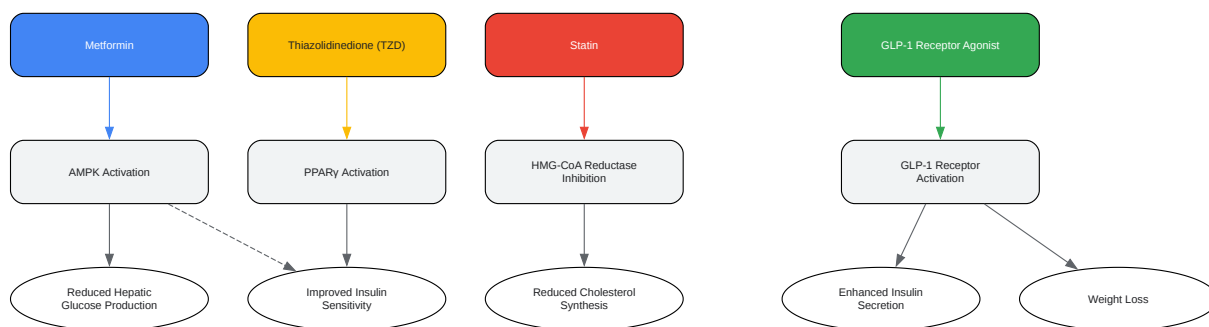 Metformin
Thiazolidinedione (TZD)
Statin
GLP-1 Receptor Agonist
AMPK Activation
PPARγ Activation
HMG-CoA Reductase
Inhibition
GLP-1 Receptor
Activation
Reduced Hepatic
Glucose Production
Improved Insulin
Sensitivity
Reduced Cholesterol
Synthesis
Enhanced Insulin
Secretion
Weight Loss